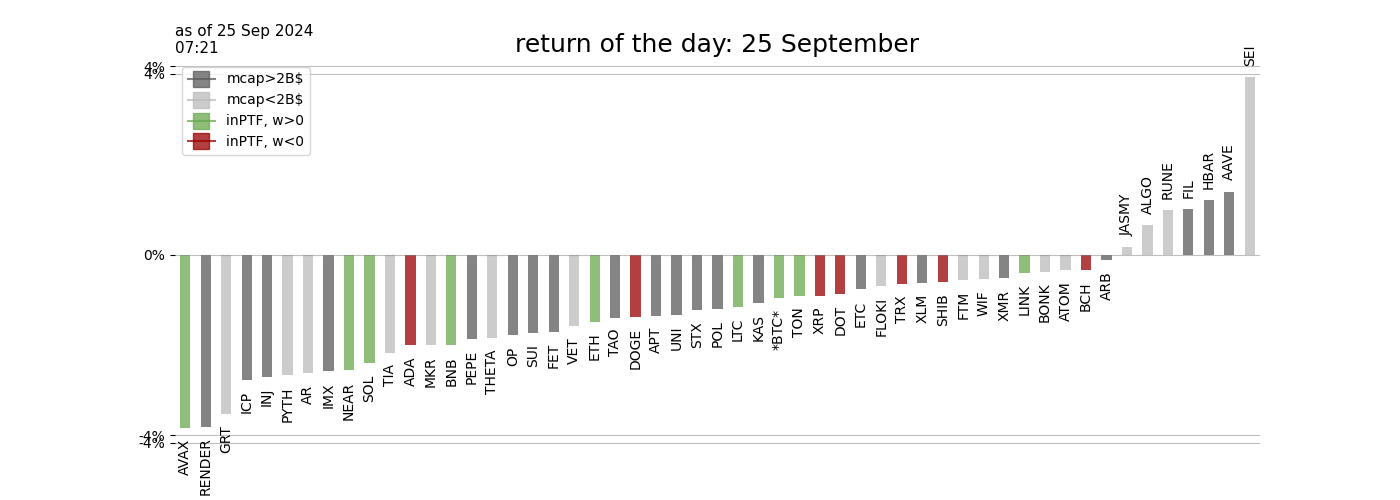 as of 25 Sep 2024
07:21
return of the day: 25 September
4%
4%
0%
-4%
-4%
mcap>2B$
mcap<2B$
inPTF, w>0
inPTF, w<0
AVAX
RENDER
GRT
ICP
INJ
PYTH
AR
IMX
NEAR
SOL
TIA
ADA
MKR
BNB
PEPE
THETA
OP
SUI
FET
VET
ETH
TAO
DOGE
APT
UNI
STX
POL
LTC
KAS
*BTC*
TON
XRP
DOT
ETC
FLOKI
TRX
XLM
SHIB
FTM
WIF
XMR
LINK
BONK
ATOM
BCH
ARB
JASMY
ALGO
RUNE
FIL
HBAR
AAVE
SEI